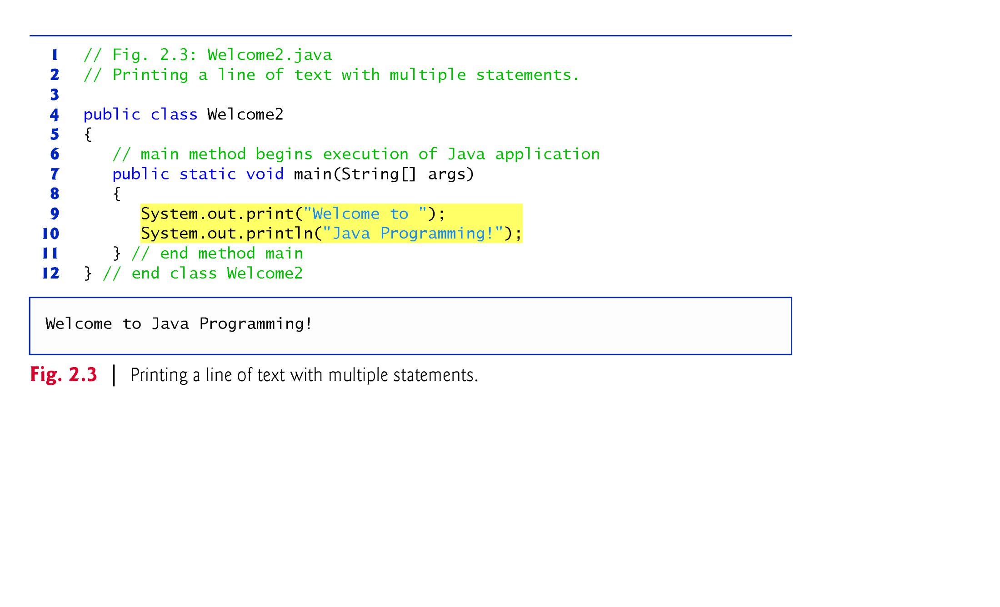 1 // Fig. 2.3: Welcome2.java
2 // Printing a line of text with multiple statements.
3
4 public class Welcome2
5 {
6    // main method begins execution of Java application
7    public static void main(String[] args)
8    {
9       System.out.print("Welcome to ");
10       System.out.println("Java Programming!");
11    } // end method main
12 } // end class Welcome2
Welcome to Java Programming!
Fig. 2.3 | Printing a line of text with multiple statements.